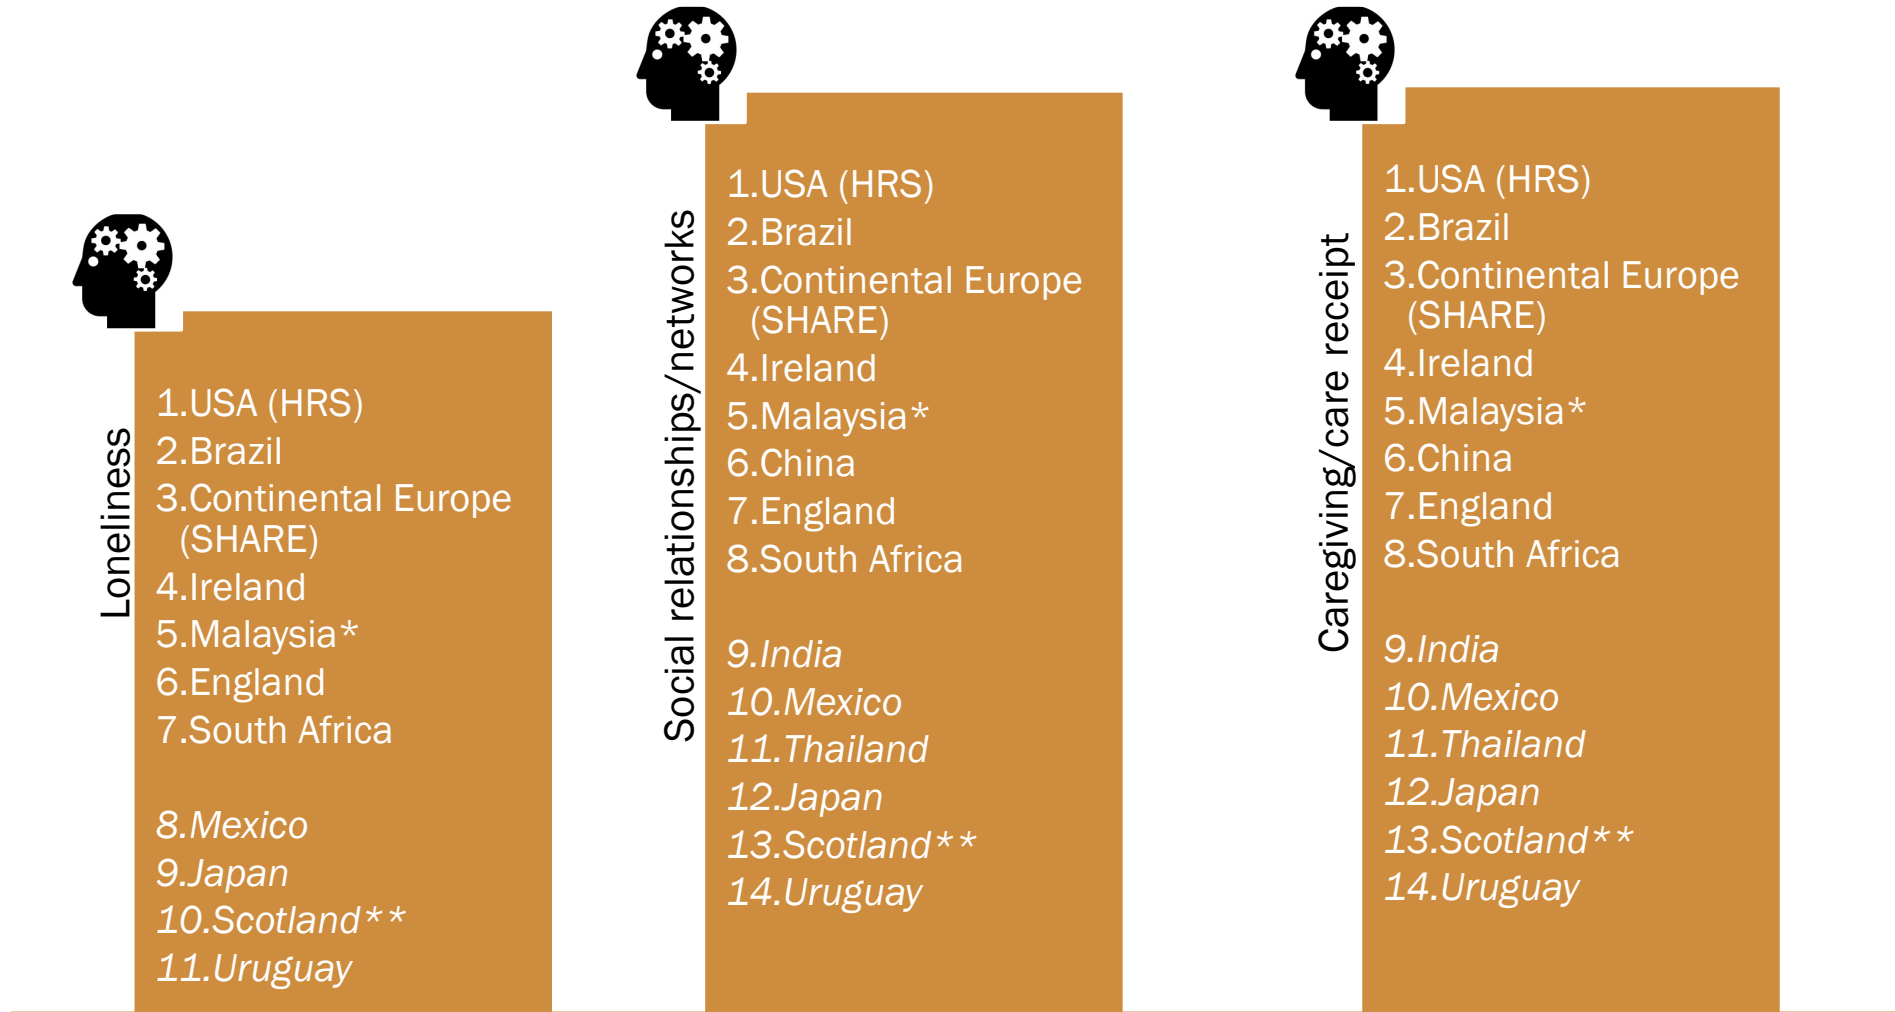 Loneliness
1.USA (HRS)
2.Brazil
3.Continental Europe
(SHARE)
4.Ireland
5.Malaysia*
6.England
7.South Africa
8.Mexico
9.Japan
10.Scotland**
11.Uruguay
Social relationships/networks
1.USA (HRS)
2.Brazil
3.Continental Europe
(SHARE)
4.Ireland
5.Malaysia*
6.China
7.England
8.South Africa
9.India
10.Mexico
11.Thailand
12.Japan
13.Scotland**
14.Uruguay
Caregiving/care receipt
1.USA (HRS)
2.Brazil
3.Continental Europe
(SHARE)
4.Ireland
5.Malaysia*
6.China
7.England
8.South Africa
9.India
10.Mexico
11.Thailand
12.Japan
13.Scotland**
14.Uruguay